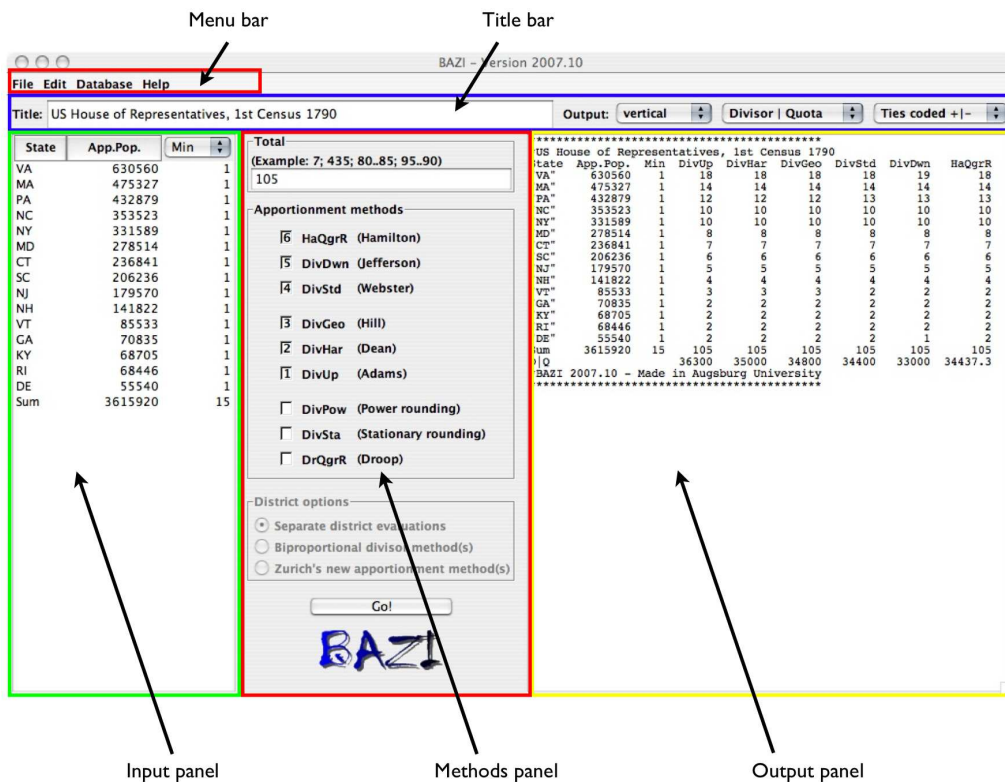 Menu bar
Title bar
BAZI – Version 2007.10
File Edit Database Help
Title: US House of Representatives, 1st Census 1790
Output: vertical Divisor | Quota Ties coded +|-
State App.Pop. Min
VA 630560 1
MA 475327 1
PA 432879 1
NC 353523 1
NY 331589 1
MD 278514 1
CT 236841 1
SC 206236 1
NJ 179570 1
NH 141822 1
VT 85533 1
GA 70835 1
KY 68705 1
RI 68446 1
DE 55540 1
Sum 3615920 15
Total
(Example: 7; 435; 80..85; 95..90)
105
Apportionment methods
6 HaQgrR (Hamilton)
5 DivDwn (Jefferson)
4 DivStd (Webster)
3 DivGeo (Hill)
2 DivHar (Dean)
1 DivUp (Adams)
DivPow (Power rounding)
DivSta (Stationary rounding)
DrQgrR (Droop)
District options
Separate district evaluations
Biproportional divisor method(s)
Zurich's new apportionment method(s)
Go!
BAZI
US House of Representatives, 1st Census 1790
State App.Pop. Min DivUp DivHar DivGeo DivStd DivDwn HaQgrR
VA" 630560 1 18 18 18 18 19 18
MA" 475327 1 14 14 14 14 14 14
PA" 432879 1 12 12 12 13 13 13
NC" 353523 1 10 10 10 10 10 10
NY" 331589 1 10 10 10 10 10 10
MD" 278514 1 8 8 8 8 8 8
CT" 236841 1 7 7 7 7 7 7
SC" 206236 1 6 6 6 6 6 6
NJ" 179570 1 5 5 5 5 5 5
NH" 141822 1 4 4 4 4 4 4
VT" 85533 1 3 3 3 2 2 2
GA" 70835 1 2 2 2 2 2 2
KY" 68705 1 2 2 2 2 2 2
RI" 68446 1 2 2 2 2 2 2
DE" 55540 1 2 2 2 2 1 2
Sum 3615920 15 105 105 105 105 105 105
D|Q 36300 35000 34800 34400 33000 34437.3
BAZI 2007.10 - Made in Augsburg University
Input panel
Methods panel
Output panel